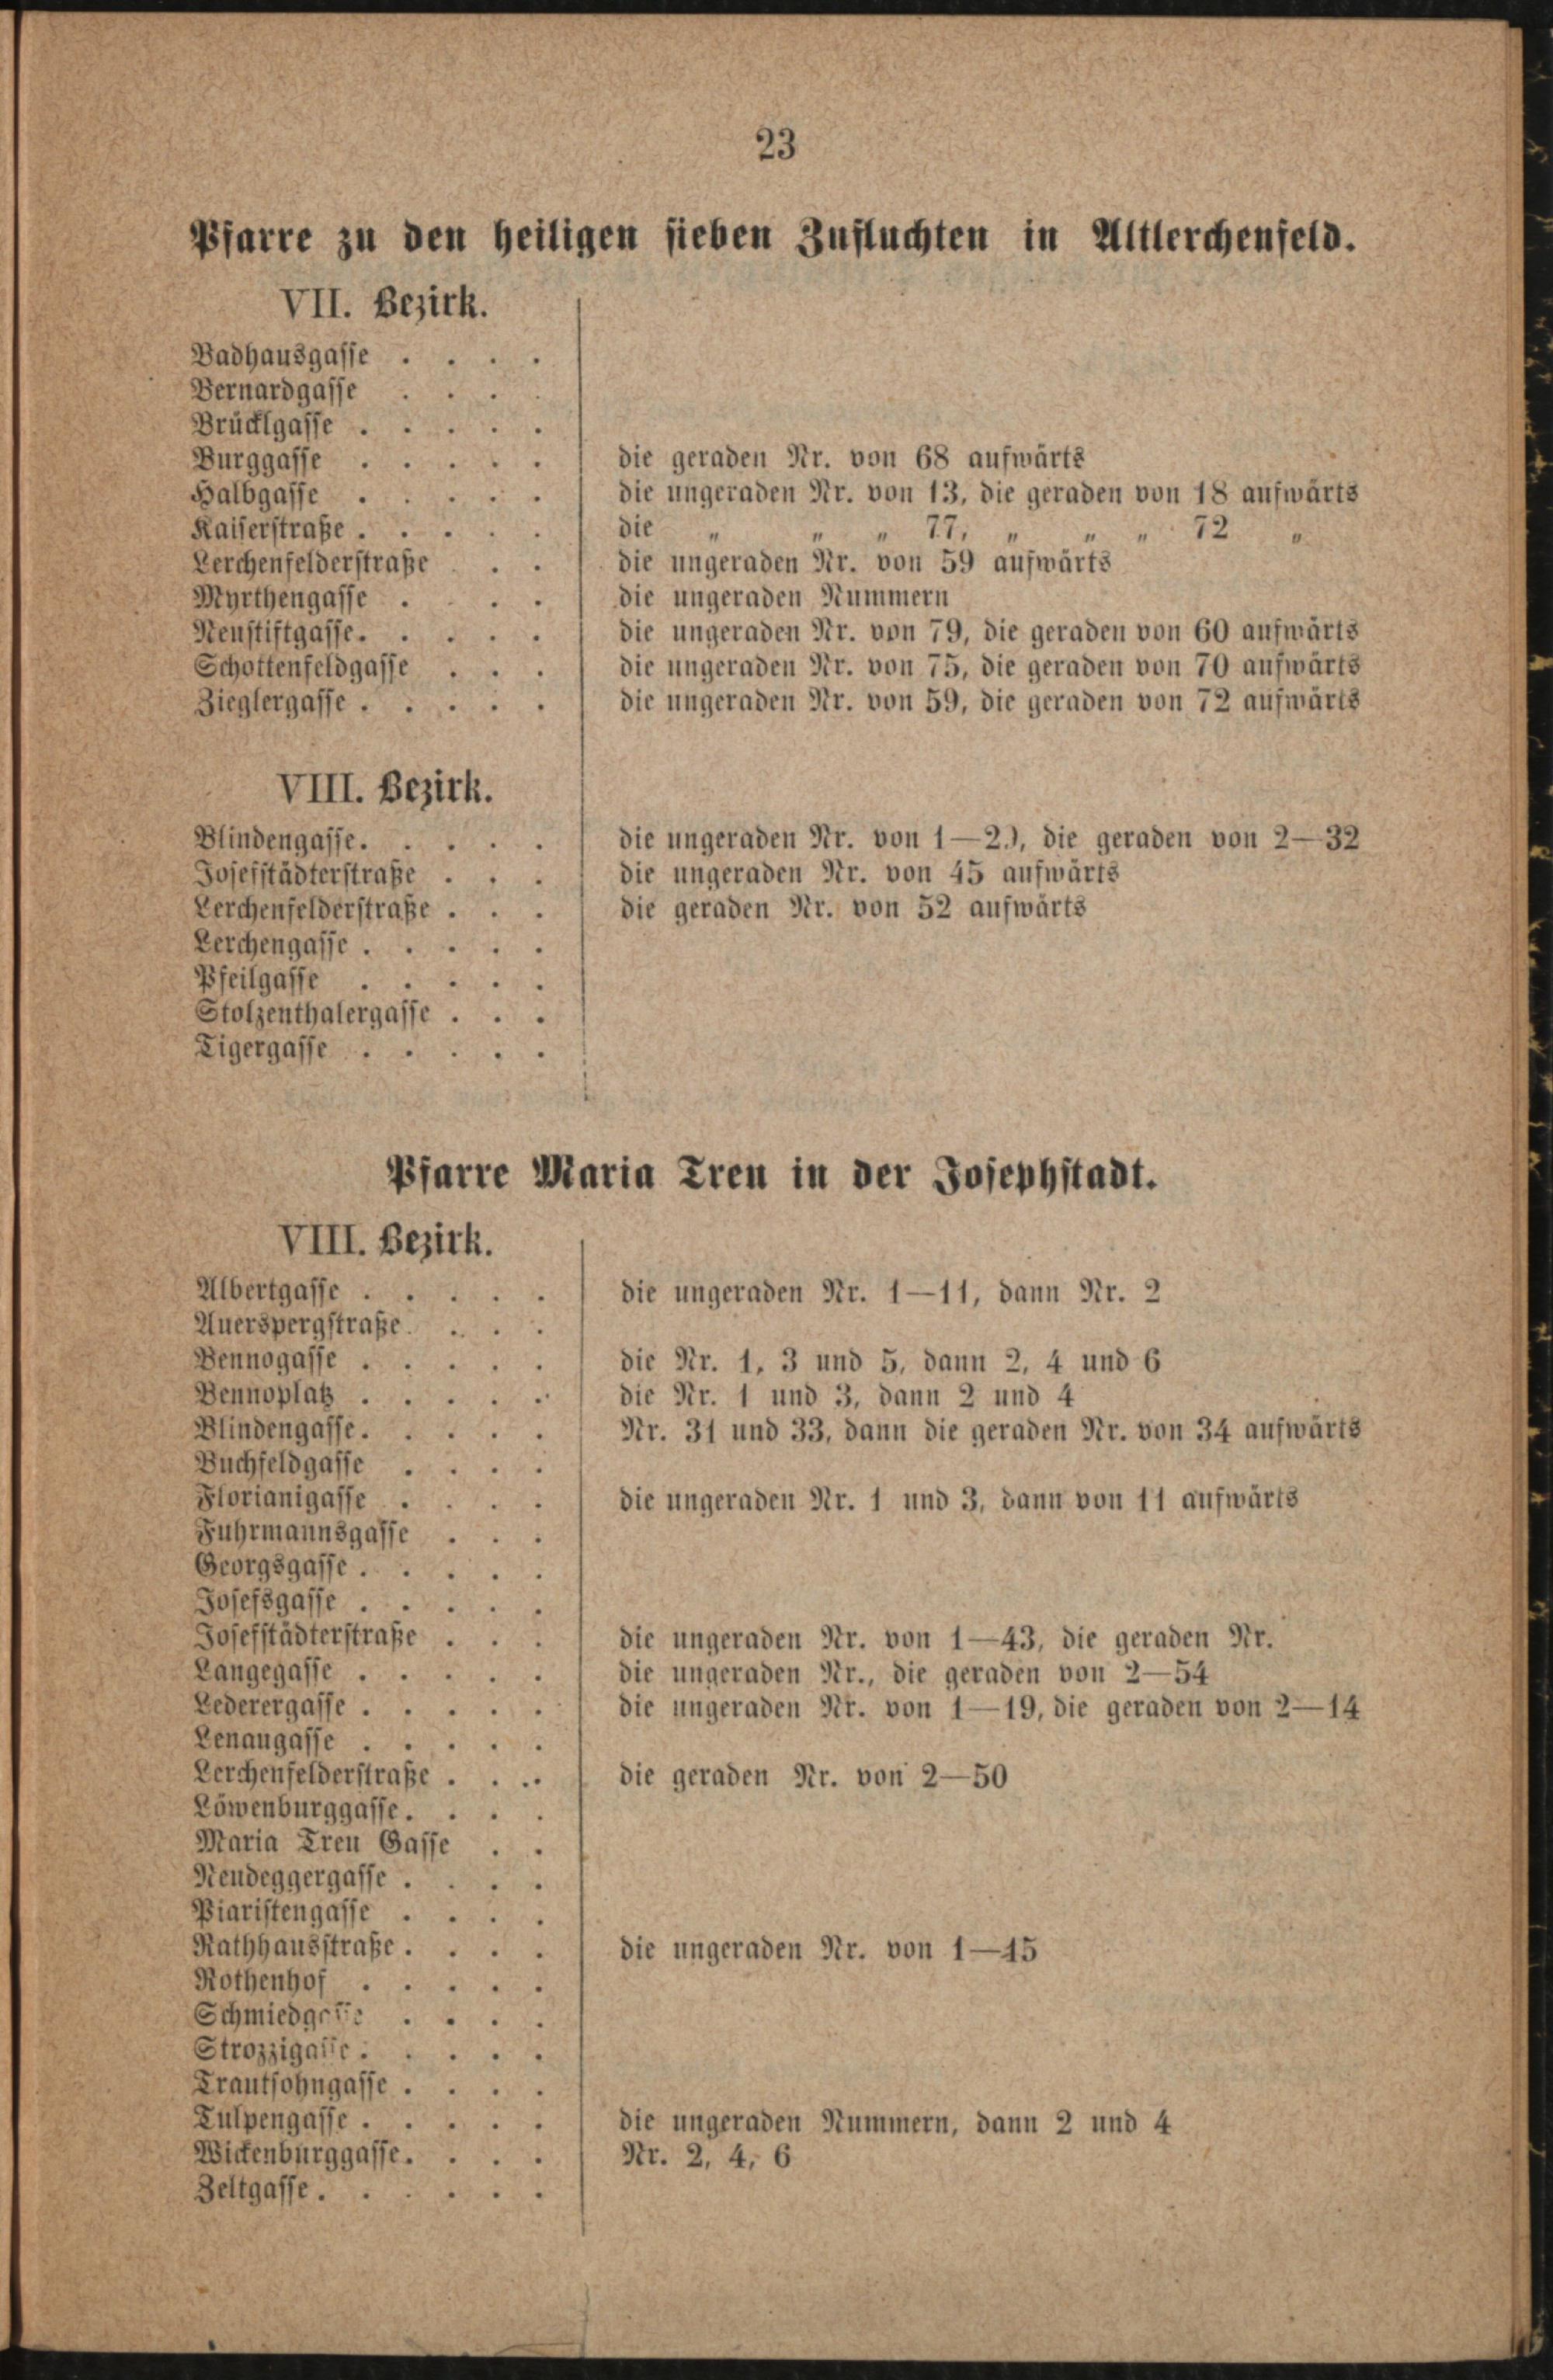 23
Pfarre zu den heiligen sieben Zufluchten in Altlerchenfeld.
VII. Bezirk.
Badhausgasse . . . .
Bernardgasse . . . .
Brücklgasse . . . . .
Burggasse . . . . . die geraden Nr. von 68 aufwärts
Halbgasse . . . . . die ungeraden Nr. von 13, die geraden von 18 aufwärts
Kaiserstraße . . . . . die „ „ „ 77, „ „ „ 72 „
Lerchenfelderstraße . . die ungeraden Nr. von 59 aufwärts
Myrthengasse . . . . die ungeraden Nummern
Neustiftgasse. . . . . die ungeraden Nr. von 79, die geraden von 60 aufwärts
Schottenfeldgasse . . . die ungeraden Nr. von 75, die geraden von 70 aufwärts
Zieglergasse . . . . . die ungeraden Nr. von 59, die geraden von 72 aufwärts
VIII. Bezirk.
Blindengasse. . . . . die ungeraden Nr. von 1—29, die geraden von 2—32
Josefstädterstraße . . . die ungeraden Nr. von 45 aufwärts
Lerchenfelderstraße . . . die geraden Nr. von 52 aufwärts
Lerchengasse . . . . .
Pfeilgasse . . . . .
Stolzenthalergasse . . .
Tigergasse . . . . .
Pfarre Maria Treu in der Josephstadt.
VIII. Bezirk.
Albertgasse . . . . . die ungeraden Nr. 1—11, dann Nr. 2
Auerspergstraße . . . .
Bennogasse . . . . . die Nr. 1, 3 und 5, dann 2, 4 und 6
Bennoplatz . . . . . die Nr. 1 und 3, dann 2 und 4
Blindengasse. . . . . Nr. 31 und 33, dann die geraden Nr. von 34 aufwärts
Buchfeldgasse . . . .
Florianigasse . . . . die ungeraden Nr. 1 und 3, dann von 11 aufwärts
Fuhrmannsgasse . . .
Georgsgasse . . . . .
Josefsgasse . . . . .
Josefstädterstraße . . . die ungeraden Nr. von 1—43, die geraden Nr.
Langegasse . . . . . die ungeraden Nr., die geraden von 2—54
Lederergasse . . . . . die ungeraden Nr. von 1—19, die geraden von 2—14
Lenaugasse . . . . .
Lerchenfelderstraße . . . die geraden Nr. von 2—50
Löwenburggasse. . . .
Maria Treu Gasse . .
Neudeggergasse . . . .
Piaristengasse . . . .
Rathhausstraße . . . . die ungeraden Nr. von 1—15
Rothenhof . . . . .
Schmiedgasse . . . .
Strozzigasse . . . . .
Trautsohngasse . . . .
Tulpengasse . . . . . die ungeraden Nummern, dann 2 und 4
Wickenburggasse. . . . Nr. 2, 4, 6
Zeltgasse . . . . . .